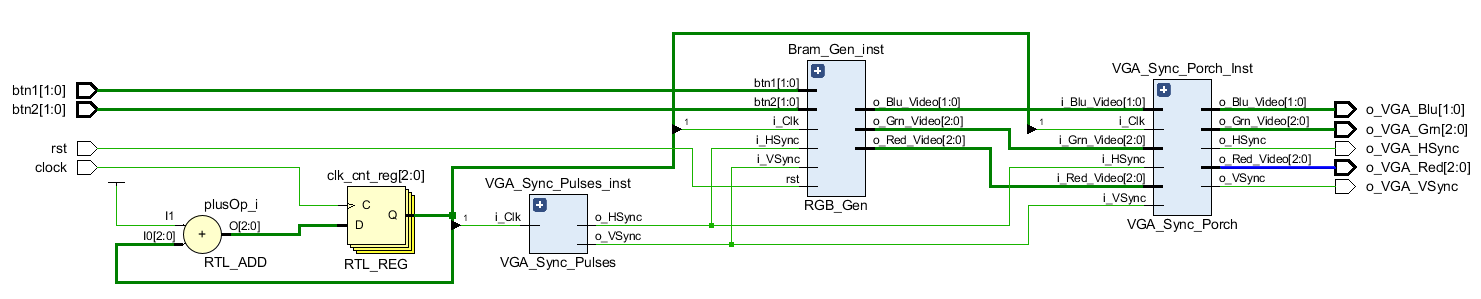 btn1[1:0]
btn2[1:0]
rst
clock
I1
I0[2:0]
plusOp_i
+
O[2:0]
RTL_ADD
clk_cnt_reg[2:0]
C
D
Q
RTL_REG
VGA_Sync_Pulses_inst
1
i_Clk
+
o_HSync
o_VSync
VGA_Sync_Pulses
Bram_Gen_inst
+
btn1[1:0]
btn2[1:0]
1
i_Clk
i_HSync
i_VSync
rst
o_Blu_Video[1:0]
o_Grn_Video[2:0]
o_Red_Video[2:0]
RGB_Gen
VGA_Sync_Porch_Inst
+
i_Blu_Video[1:0]
1
i_Clk
i_Grn_Video[2:0]
i_HSync
i_Red_Video[2:0]
i_VSync
o_Blu_Video[1:0]
o_Grn_Video[2:0]
o_HSync
o_Red_Video[2:0]
o_VSync
VGA_Sync_Porch
o_VGA_Blu[1:0]
o_VGA_Grn[2:0]
o_VGA_HSync
o_VGA_Red[2:0]
o_VGA_VSync